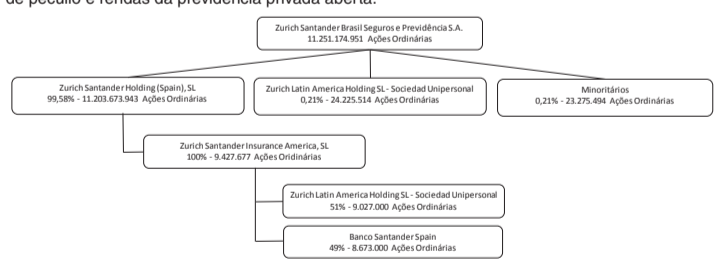 de pecúlio e rendas da previdência privada aberta.
Zurich Santander Brasil Seguros e Previdência S.A.
11.251.174.951 Ações Ordinárias
Zurich Santander Holding (Spain), SL
99,58% - 11.203.673.943 Ações Ordinárias
Zurich Latin America Holding SL - Sociedad Unipersonal
0,21% - 24.225.514 Ações Ordinárias
Minoritários
0,21% - 23.275.494 Ações Ordinárias
Zurich Santander Insurance America, SL
100% - 9.427.677 Ações Oridinárias
Zurich Latin America Holding SL - Sociedad Unipersonal
51% - 9.027.000 Ações Ordinárias
Banco Santander Spain
49% - 8.673.000 Ações Ordinárias